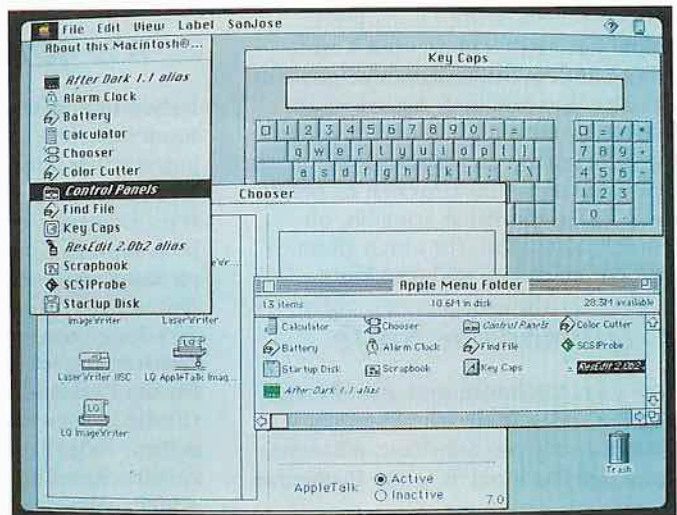 File Edit View Label SanJose
About this Macintosh®...
After Dark 1.1 alias
Alarm Clock
Battery
Calculator
Chooser
Color Cutter
Control Panels
Find File
Key Caps
ResEdit 2.0b2 alias
Scrapbook
SCSIProbe
Startup Disk
Key Caps
1 2 3 4 5 6 7 8 9 0 - =
q w e r t y u i o p [ ]
a s d f g h j k l ; ' \
= / *
7 8 9 +
4 5 6 -
1 2 3
0 .
Chooser
ImageWriter LaserWriter
LaserWriter IISC LQ AppleTalk Imag...
LQ ImageWriter
Apple Menu Folder
13 items 10.6M in disk 28.3M available
Calculator Chooser Control Panels Color Cutter
Battery Alarm Clock Find File SCSIProbe
Startup Disk Scrapbook Key Caps ResEdit 2.0b2
After Dark 1.1 alias
Trash
AppleTalk: Active
Inactive
7.0